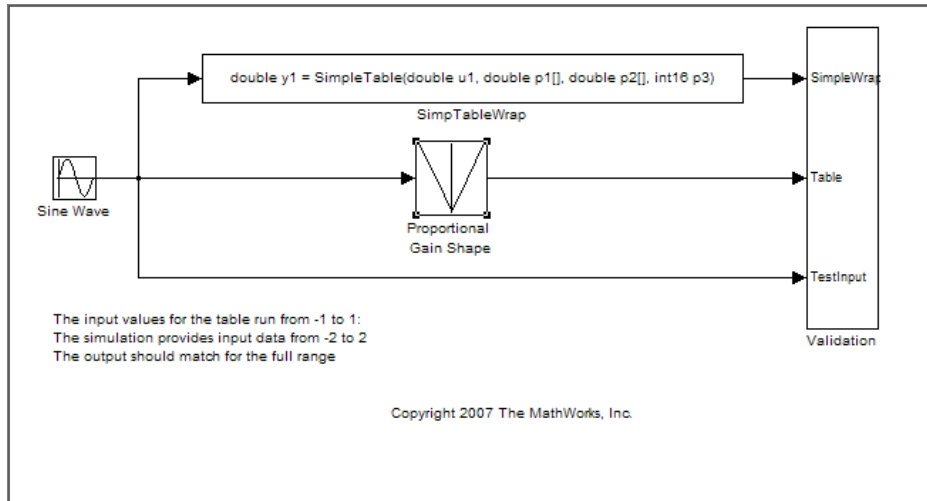 double y1 = SimpleTable(double u1, double p1[], double p2[], int16 p3)
SimpTableWrap
SimpleWrap
Sine Wave
Proportional
Gain Shape
Table
TestInput
Validation
The input values for the table run from -1 to 1:
The simulation provides input data from -2 to 2
The output should match for the full range
Copyright 2007 The MathWorks, Inc.